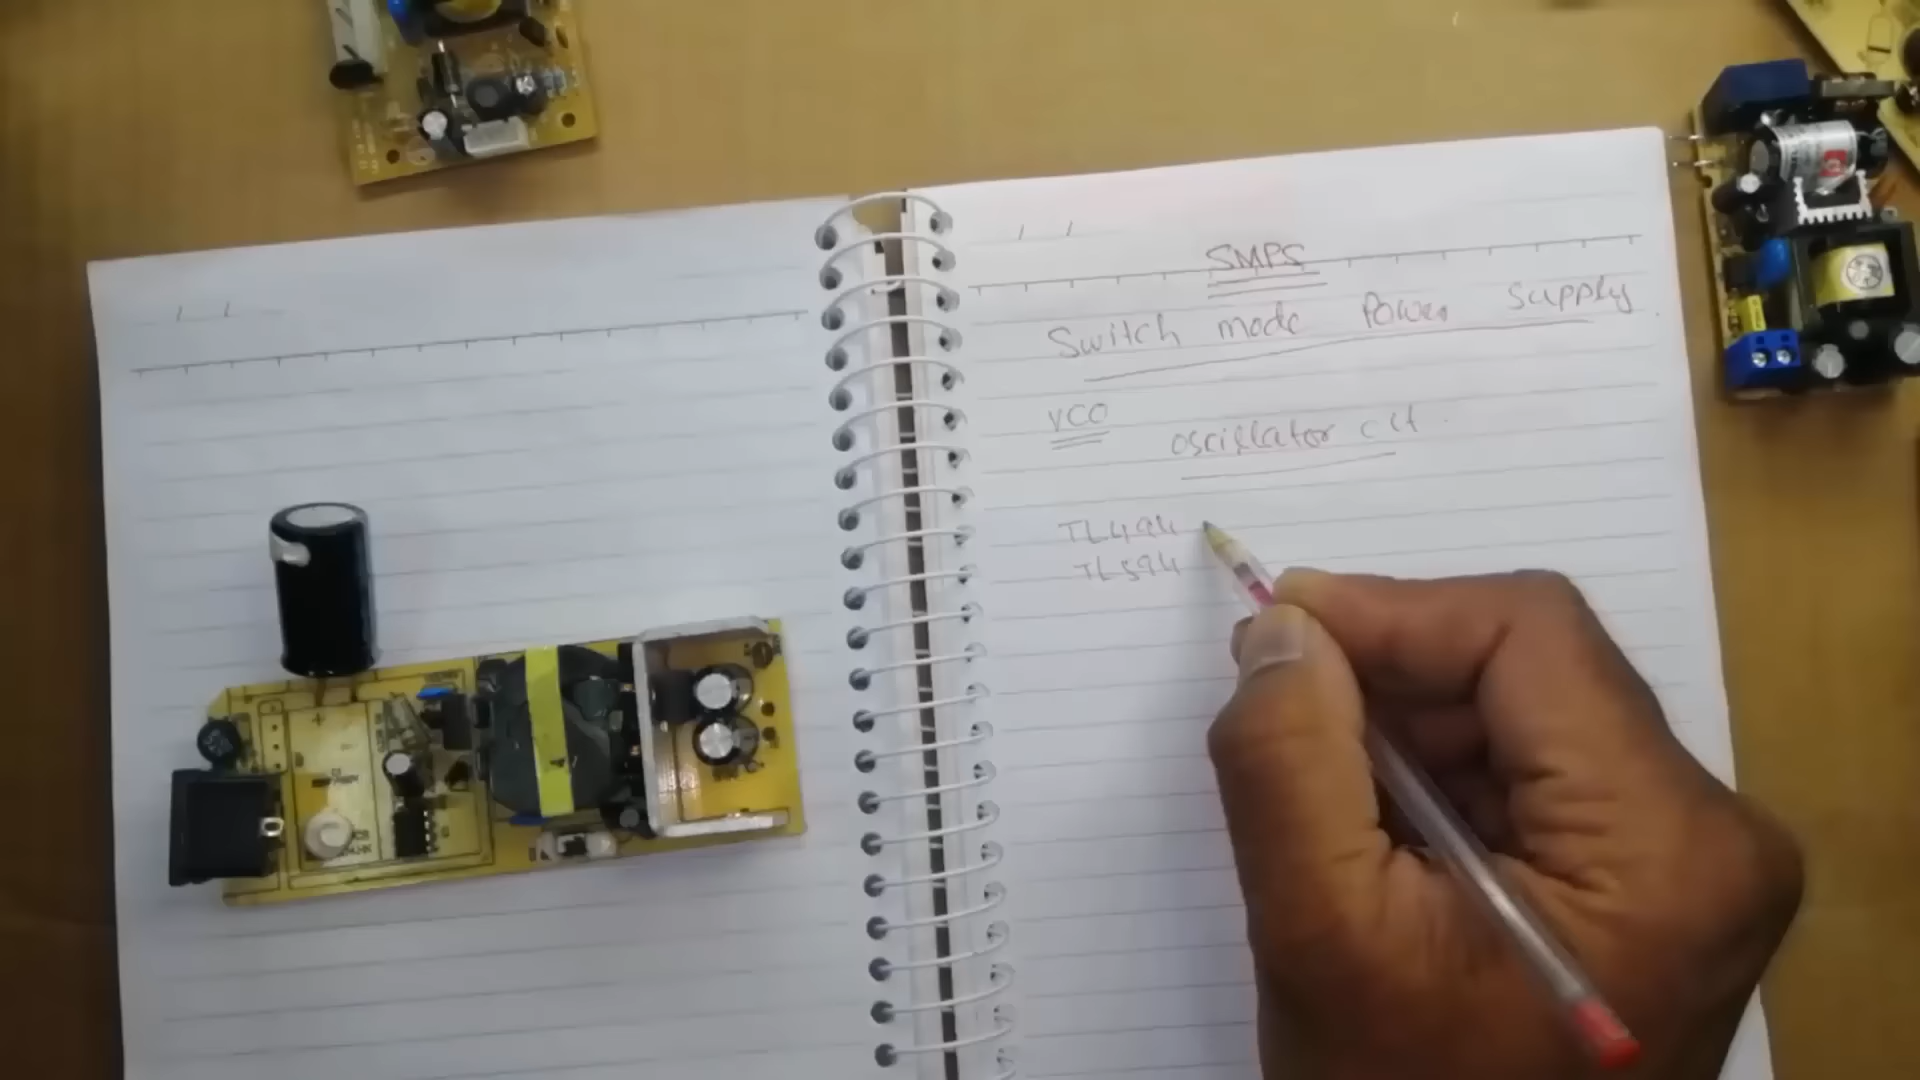 SMPS
Switch mode Power Supply
VCO
oscillator ckt
TL494
TL594